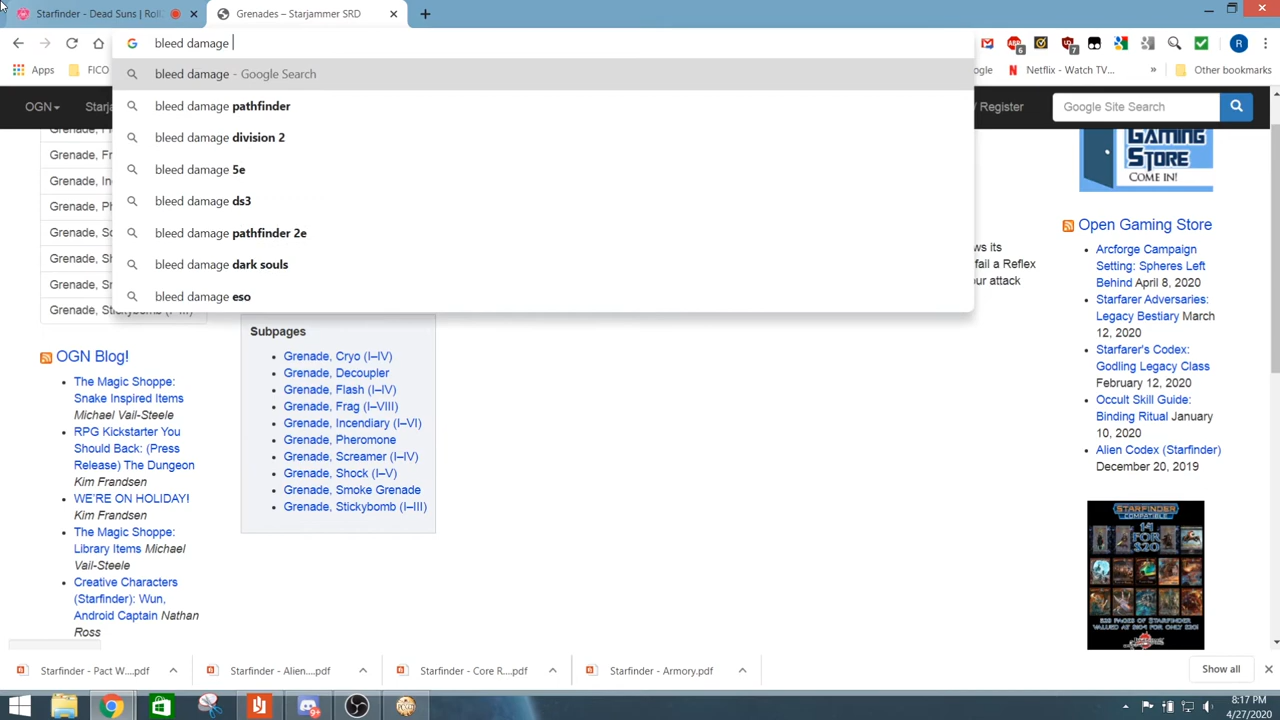 Starfinder - Dead Suns | Roll
Grenades – Starjammer SRD
bleed damage
Apps
FICO
ogle
Netflix - Watch TV...
»
Other bookmarks
bleed damage - Google Search
bleed damage pathfinder
bleed damage division 2
bleed damage 5e
bleed damage ds3
bleed damage pathfinder 2e
bleed damage dark souls
bleed damage eso
OGN
Starja
/ Register
Google Site Search
Grenade, Fr
Grenade, In
Grenade, Ph
Grenade, Sc
Grenade, Sh
Grenade, Sr
Grenade, Stickybomb (I–III)
ws its
fail a Reflex
our attack
Subpages
Grenade, Cryo (I–IV)
Grenade, Decoupler
Grenade, Flash (I–IV)
Grenade, Frag (I–VIII)
Grenade, Incendiary (I–VI)
Grenade, Pheromone
Grenade, Screamer (I–IV)
Grenade, Shock (I–V)
Grenade, Smoke Grenade
Grenade, Stickybomb (I–III)
OGN Blog!
The Magic Shoppe:
Snake Inspired Items
Michael Vail-Steele
RPG Kickstarter You
Should Back: (Press
Release) The Dungeon
Kim Frandsen
WE'RE ON HOLIDAY!
Kim Frandsen
The Magic Shoppe:
Library Items Michael
Vail-Steele
Creative Characters
(Starfinder): Wun,
Android Captain Nathan
Ross
GAMING
STORE
COME IN!
Open Gaming Store
Arcforge Campaign
Setting: Spheres Left
Behind April 8, 2020
Starfarer Adversaries:
Legacy Bestiary March
12, 2020
Starfarer's Codex:
Godling Legacy Class
February 12, 2020
Occult Skill Guide:
Binding Ritual January
10, 2020
Alien Codex (Starfinder)
December 20, 2019
STARFINDER
COMPATIBLE
FOR
$20
Starfinder - Pact W....pdf
Starfinder - Alien....pdf
Starfinder - Core R....pdf
Starfinder - Armory.pdf
Show all
8:17 PM
4/27/2020